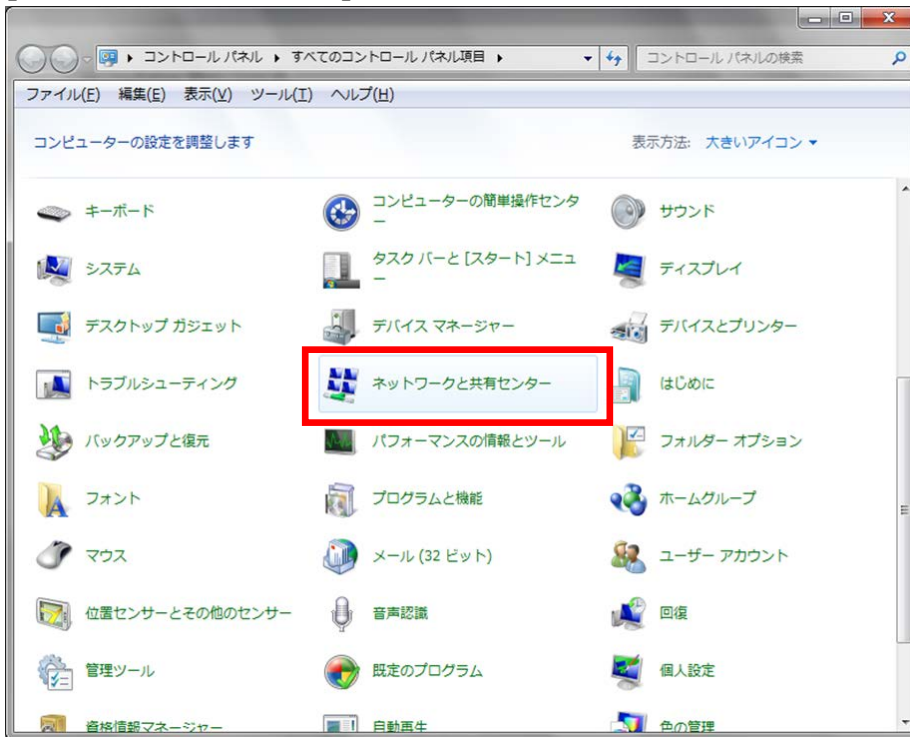 コントロール パネル ▸ すべてのコントロール パネル項目 ▸
コントロール パネルの検索
ファイル(F) 編集(E) 表示(V) ツール(T) ヘルプ(H)
コンピューターの設定を調整します
表示方法: 大きいアイコン
キーボード
コンピューターの簡単操作センタ
ー
サウンド
システム
タスク バーと [スタート] メニュ
ー
ディスプレイ
デスクトップ ガジェット
デバイス マネージャー
デバイスとプリンター
トラブルシューティング
ネットワークと共有センター
はじめに
バックアップと復元
パフォーマンスの情報とツール
フォルダー オプション
フォント
プログラムと機能
ホームグループ
マウス
メール (32 ビット)
ユーザー アカウント
位置センサーとその他のセンサー
音声認識
回復
管理ツール
既定のプログラム
個人設定
資格情報マネージャー
自動再生
色の管理